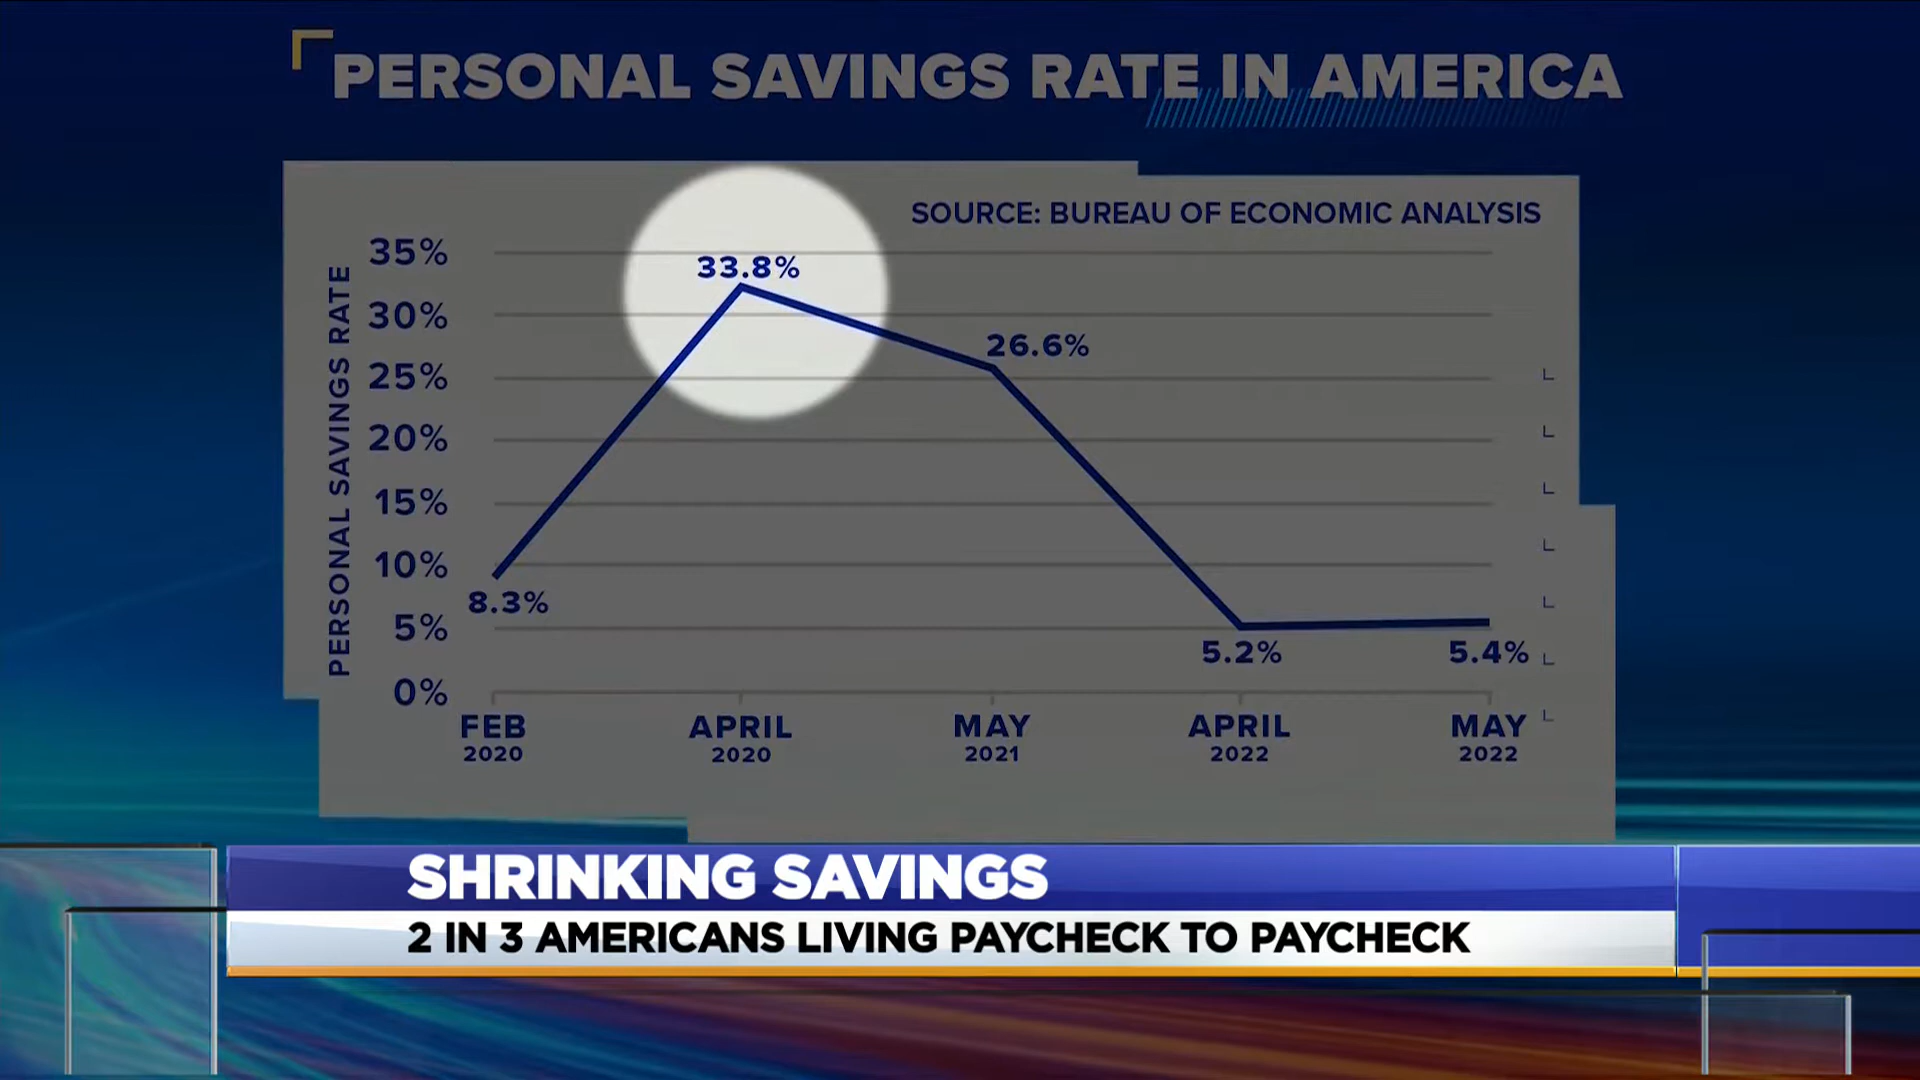 PERSONAL SAVINGS RATE IN AMERICA
SOURCE: BUREAU OF ECONOMIC ANALYSIS
PERSONAL SAVINGS RATE
35%
30%
25%
20%
15%
10%
5%
0%
8.3%
33.8%
26.6%
5.2%
5.4%
FEB
2020
APRIL
2020
MAY
2021
APRIL
2022
MAY
2022
SHRINKING SAVINGS
2 IN 3 AMERICANS LIVING PAYCHECK TO PAYCHECK